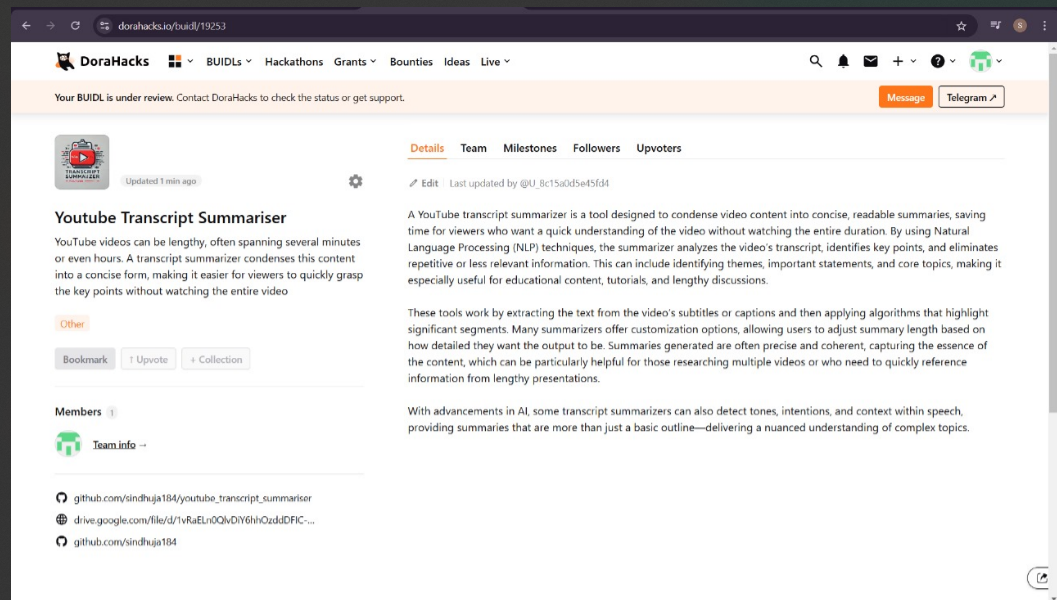 dorahacks.io/buidl/19253
S
DoraHacks
BUIDLs
Hackathons
Grants
Bounties
Ideas
Live
Your BUIDL is under review. Contact DoraHacks to check the status or get support.
Message
Telegram ↗
TRANSCRIPT
SUMMARIZER
Updated 1 min ago
Youtube Transcript Summariser
YouTube videos can be lengthy, often spanning several minutes
or even hours. A transcript summarizer condenses this content
into a concise form, making it easier for viewers to quickly grasp
the key points without watching the entire video
Other
Bookmark
↑ Upvote
+ Collection
Members 1
Team info →
github.com/sindhuja184/youtube_transcript_summariser
drive.google.com/file/d/1vRaELn0QlvDiY6hhOzddDFIC-...
github.com/sindhuja184
Details
Team
Milestones
Followers
Upvoters
Edit
Last updated by @U_8c15a0d5e45fd4
A YouTube transcript summarizer is a tool designed to condense video content into concise, readable summaries, saving
time for viewers who want a quick understanding of the video without watching the entire duration. By using Natural
Language Processing (NLP) techniques, the summarizer analyzes the video's transcript, identifies key points, and eliminates
repetitive or less relevant information. This can include identifying themes, important statements, and core topics, making it
especially useful for educational content, tutorials, and lengthy discussions.
These tools work by extracting the text from the video's subtitles or captions and then applying algorithms that highlight
significant segments. Many summarizers offer customization options, allowing users to adjust summary length based on
how detailed they want the output to be. Summaries generated are often precise and coherent, capturing the essence of
the content, which can be particularly helpful for those researching multiple videos or who need to quickly reference
information from lengthy presentations.
With advancements in AI, some transcript summarizers can also detect tones, intentions, and context within speech,
providing summaries that are more than just a basic outline—delivering a nuanced understanding of complex topics.